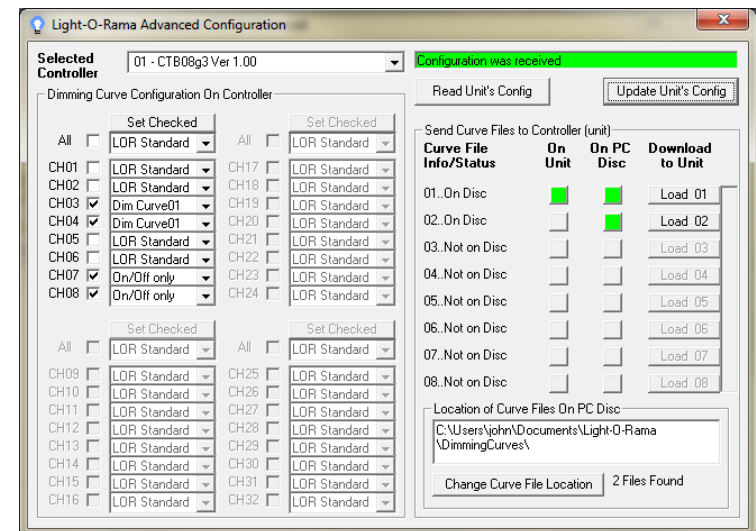 Light-O-Rama Advanced Configuration
Selected Controller
01 - CTB08g3 Ver 1.00
Configuration was received
Read Unit's Config
Update Unit's Config
Dimming Curve Configuration On Controller
Set Checked
All LOR Standard
CH01 LOR Standard
CH02 LOR Standard
CH03 Dim Curve01
CH04 Dim Curve01
CH05 LOR Standard
CH06 LOR Standard
CH07 On/Off only
CH08 On/Off only
Set Checked
All LOR Standard
CH17 LOR Standard
CH18 LOR Standard
CH19 LOR Standard
CH20 LOR Standard
CH21 LOR Standard
CH22 LOR Standard
CH23 LOR Standard
CH24 LOR Standard
Set Checked
All LOR Standard
CH09 LOR Standard
CH10 LOR Standard
CH11 LOR Standard
CH12 LOR Standard
CH13 LOR Standard
CH14 LOR Standard
CH15 LOR Standard
CH16 LOR Standard
Set Checked
All LOR Standard
CH25 LOR Standard
CH26 LOR Standard
CH27 LOR Standard
CH28 LOR Standard
CH29 LOR Standard
CH30 LOR Standard
CH31 LOR Standard
CH32 LOR Standard
Send Curve Files to Controller (unit)
Curve File On On PC Download
Info/Status Unit Disc to Unit
01..On Disc Load 01
02..On Disc Load 02
03..Not on Disc Load 03
04..Not on Disc Load 04
05..Not on Disc Load 05
06..Not on Disc Load 06
07..Not on Disc Load 07
08..Not on Disc Load 08
Location of Curve Files On PC Disc
C:\Users\john\Documents\Light-O-Rama
\DimmingCurves\
Change Curve File Location 2 Files Found